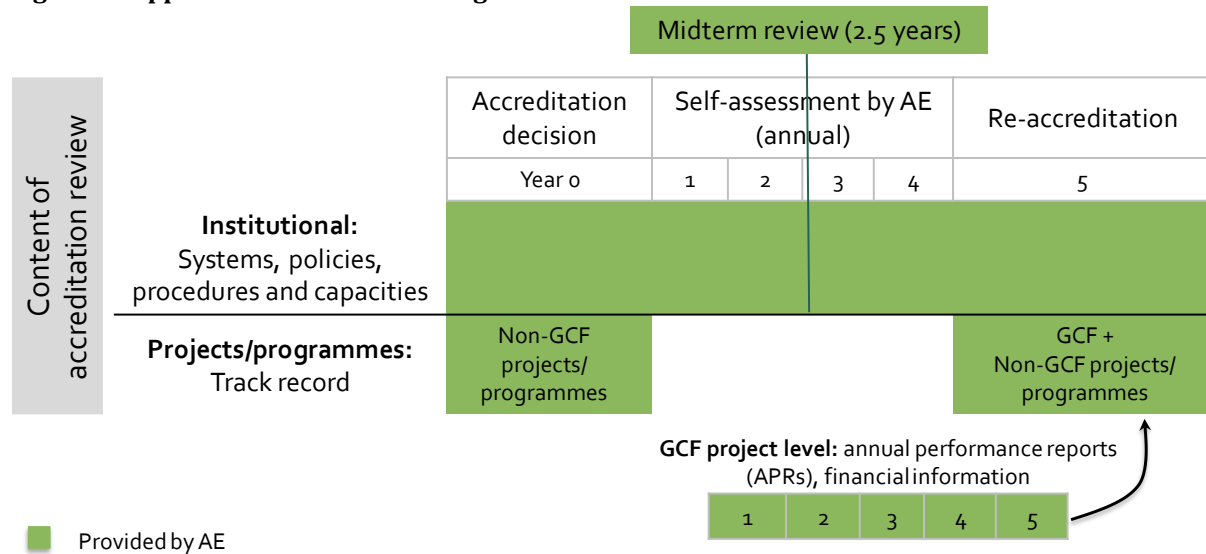 Midterm review (2.5 years)
Content of
accreditation review
Accreditation
decision
Self-assessment by AE
(annual)
Re-accreditation
Year 0
1
2
3
4
5
Institutional:
Systems, policies,
procedures and capacities
Projects/programmes:
Track record
Non-GCF
projects/
programmes
GCF +
Non-GCF projects/
programmes
GCF project level: annual performance reports
(APRs), financial information
1
2
3
4
5
Provided by AE